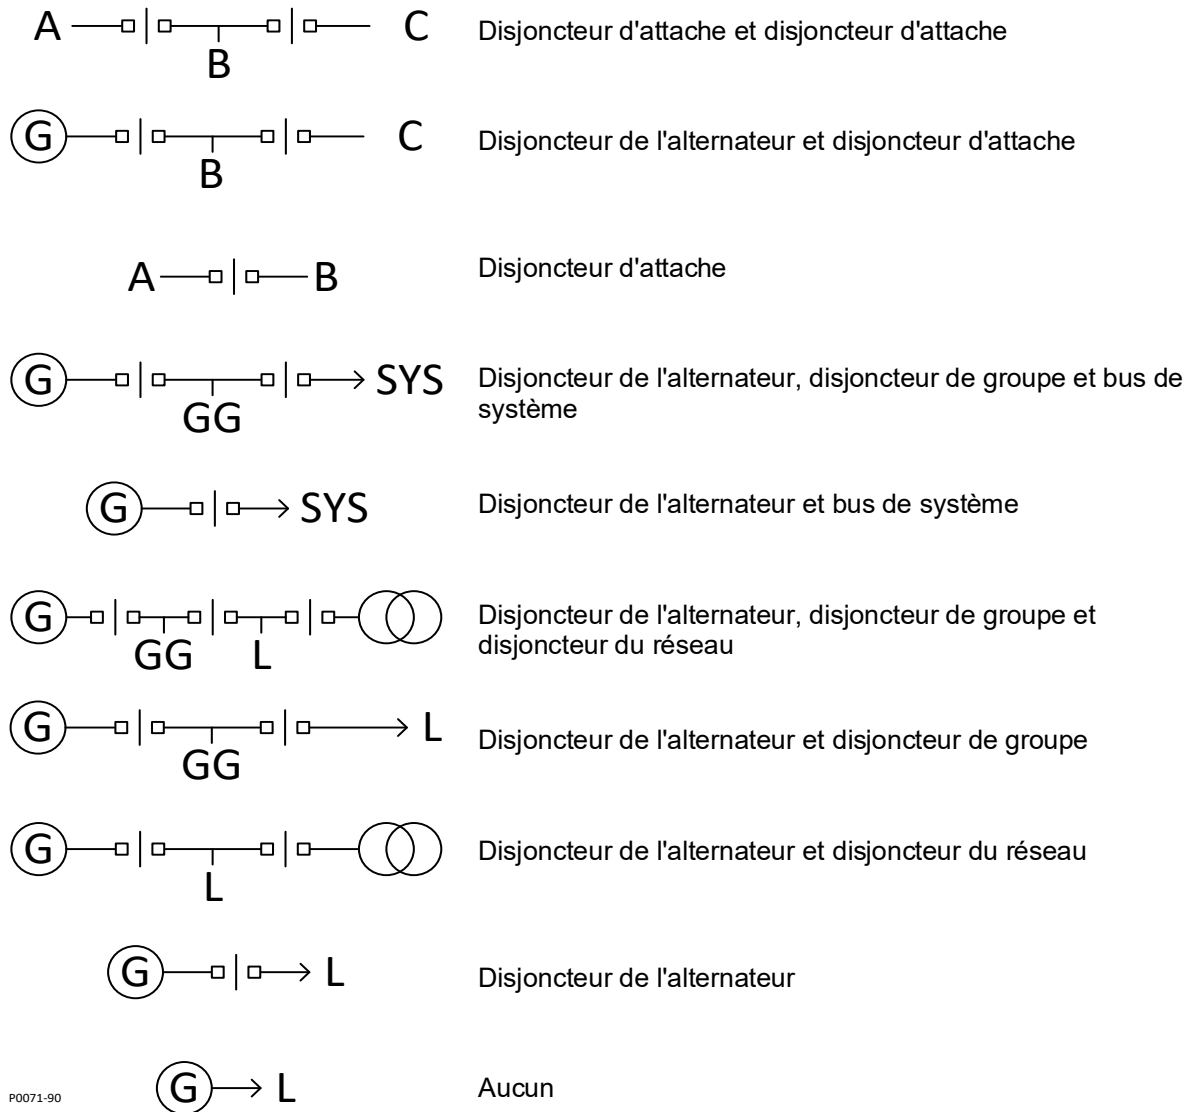 A C Disjoncteur d'attache et disjoncteur d'attache
B
G C Disjoncteur de l'alternateur et disjoncteur d'attache
B
A B Disjoncteur d'attache
G SYS Disjoncteur de l'alternateur, disjoncteur de groupe et bus de
système
GG
G SYS Disjoncteur de l'alternateur et bus de système
G Disjoncteur de l'alternateur, disjoncteur de groupe et
disjoncteur du réseau
GG L
G L Disjoncteur de l'alternateur et disjoncteur de groupe
GG
G Disjoncteur de l'alternateur et disjoncteur du réseau
L
G L Disjoncteur de l'alternateur
G L Aucun
P0071-90